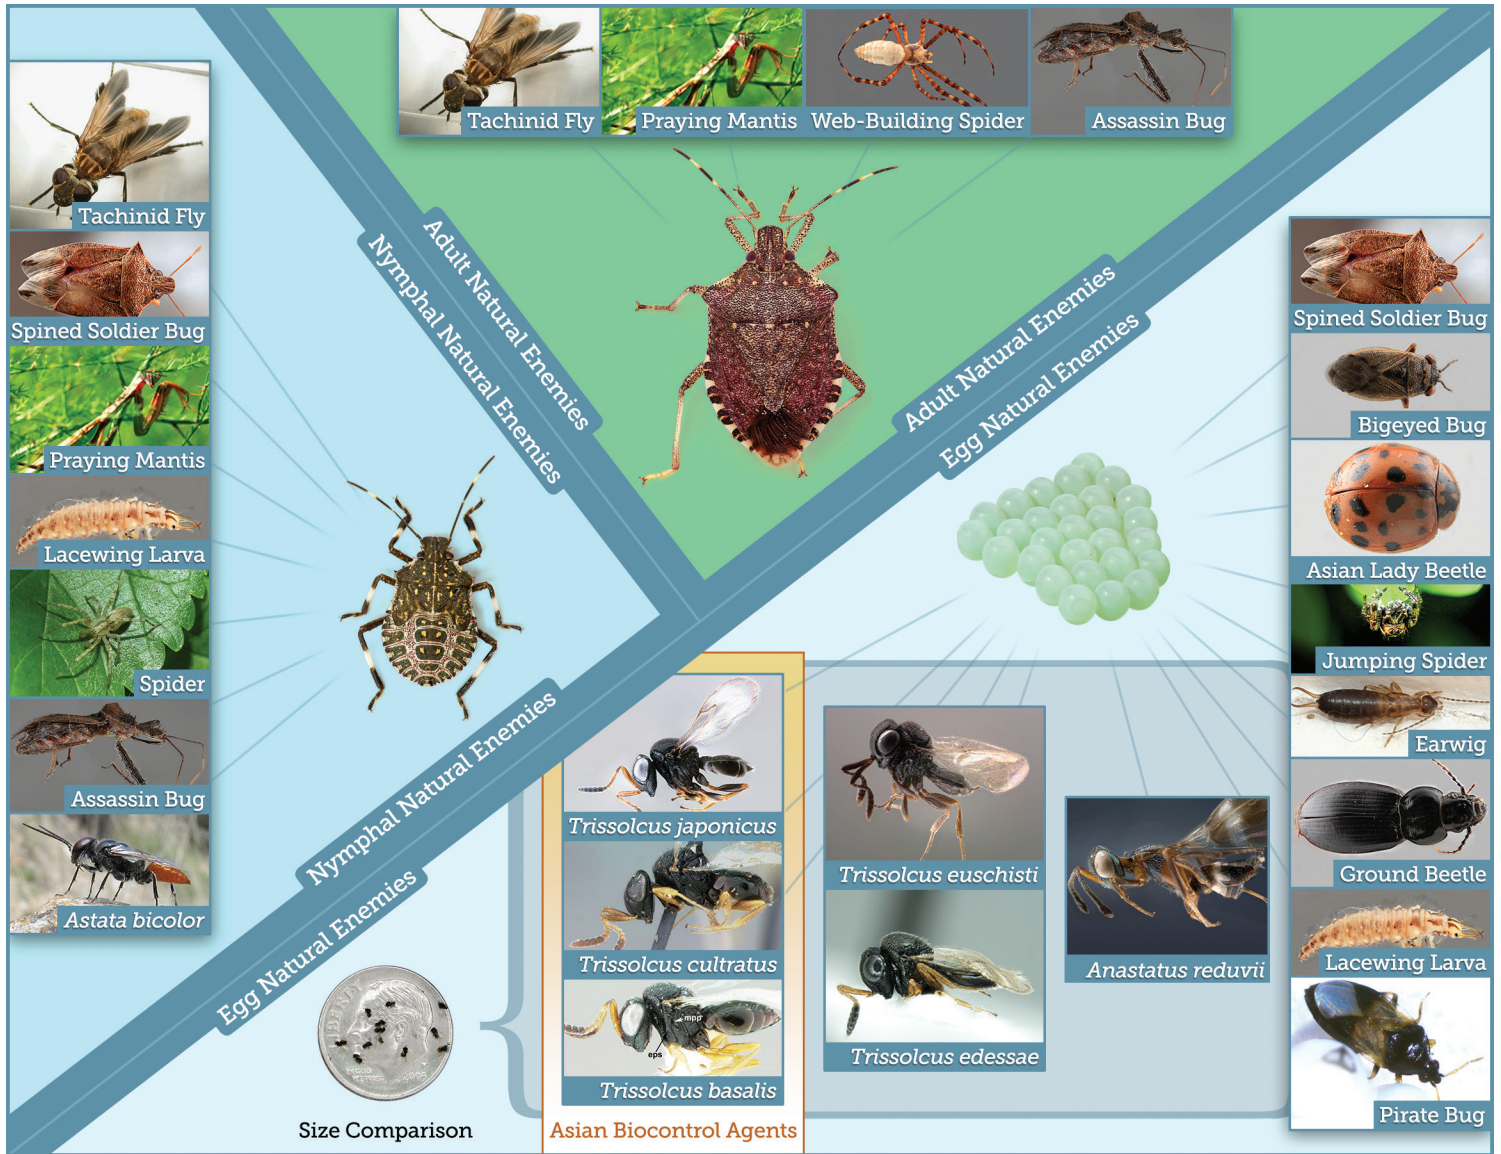 Tachinid Fly
Praying Mantis
Web-Building Spider
Assassin Bug
Adult Natural Enemies
Nymphal Natural Enemies
Adult Natural Enemies
Egg Natural Enemies
Tachinid Fly
Spined Soldier Bug
Praying Mantis
Lacewing Larva
Spider
Assassin Bug
Astata bicolor
Nymphal Natural Enemies
Egg Natural Enemies
Spined Soldier Bug
Bigeyed Bug
Asian Lady Beetle
Jumping Spider
Earwig
Ground Beetle
Lacewing Larva
Pirate Bug
Trissolcus japonicus
Trissolcus cultratus
mpp
eps
Trissolcus basalis
Asian Biocontrol Agents
Trissolcus euschisti
Trissolcus edessae
Anastatus reduvii
Size Comparison